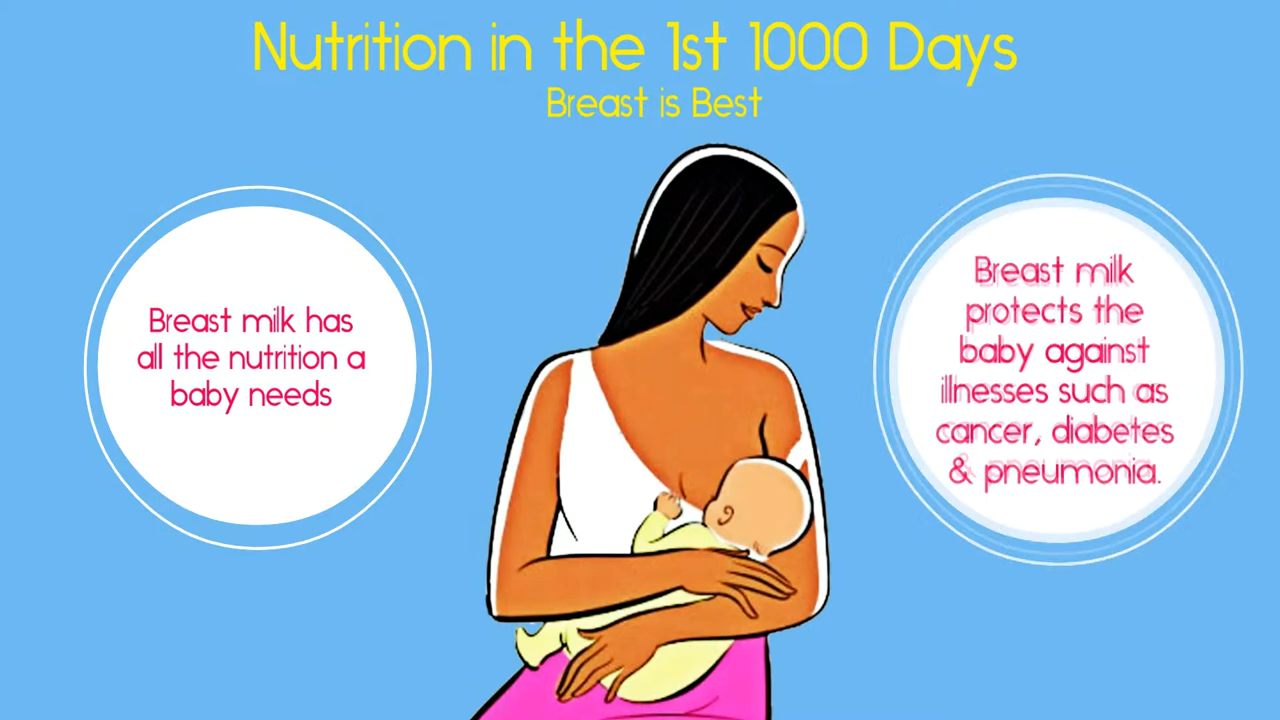 Nutrition in the 1st 1000 Days
Breast is Best
Breast milk has
all the nutrition a
baby needs
Breast milk
protects the
baby against
illnesses such as
cancer, diabetes
& pneumonia.